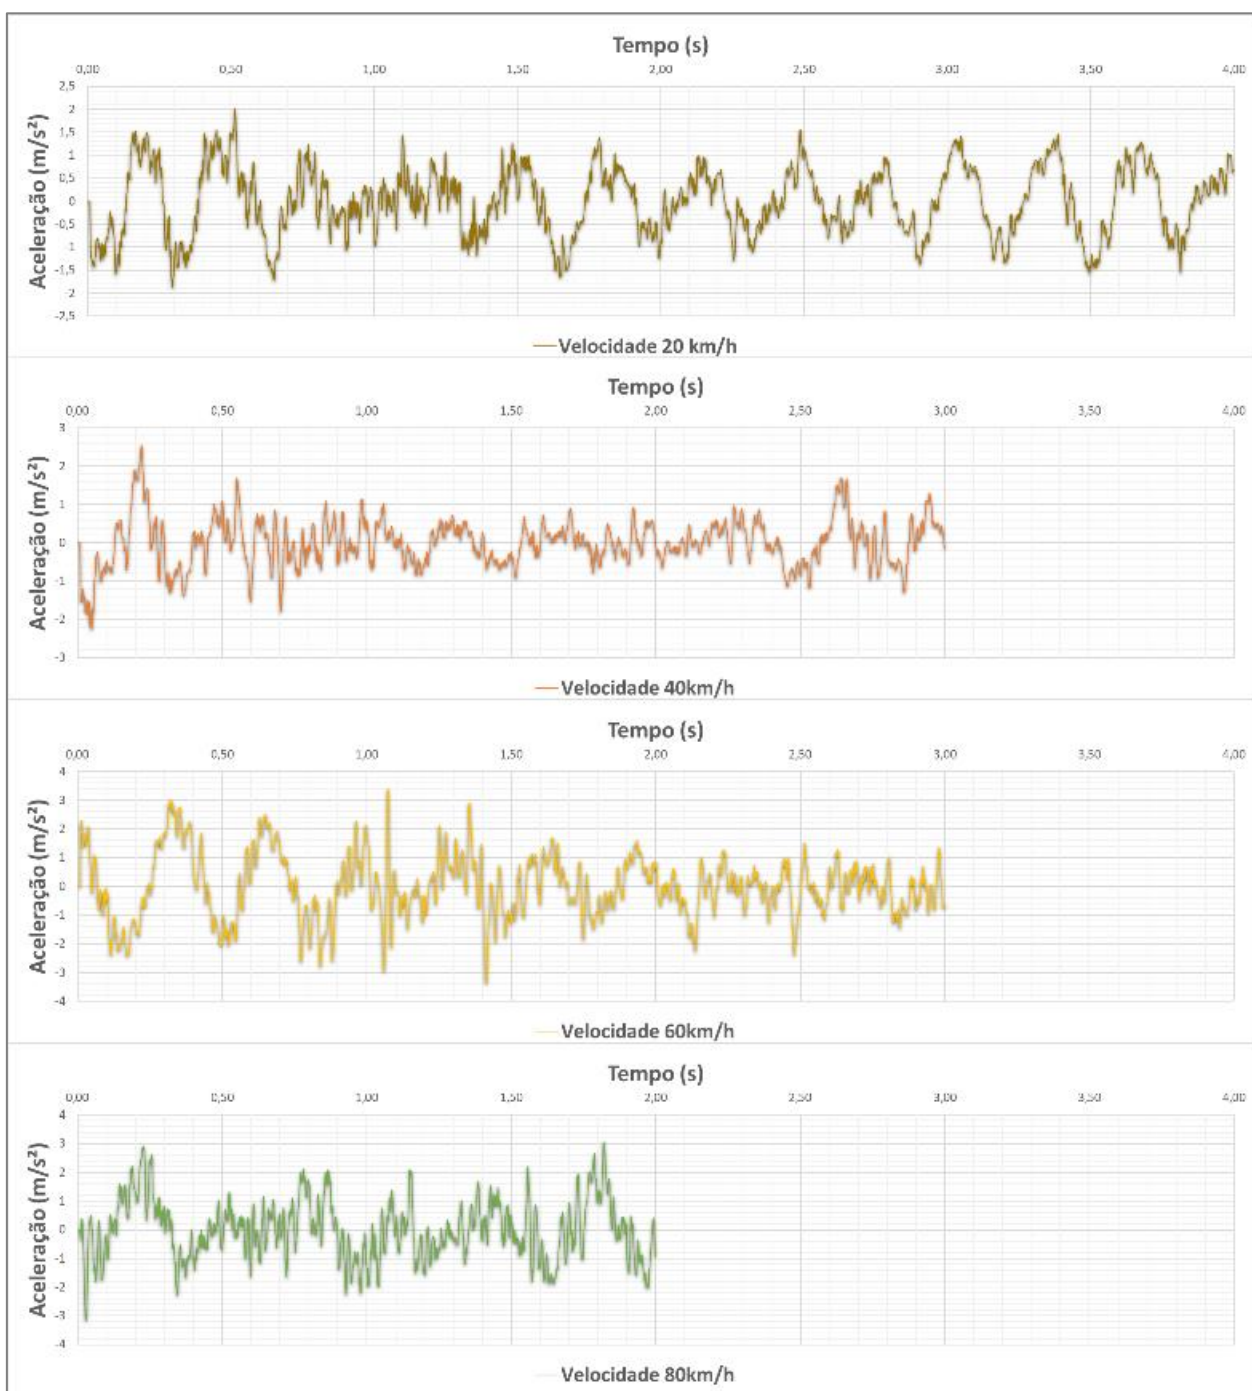 Tempo (s)
0,00 0,50 1,00 1,50 2,00 2,50 3,00 3,50 4,00
Aceleração (m/s²)
2,5
2
1,5
1
0,5
0
-0,5
1
-1,5
2
-2,5
Velocidade 20 km/h
Tempo (s)
0,00 0,50 1,00 1,50 2,00 2,50 3,00 3,50 4,00
Aceleração (m/s²)
3
2
1
0
-1
-2
-3
Velocidade 40km/h
Tempo (s)
0,00 0,50 1,00 1,50 2,00 2,50 3,00 3,50 4,00
Aceleração (m/s²)
4
3
2
1
0
-1
-2
-3
-4
Velocidade 60km/h
Tempo (s)
0,00 0,50 1,00 1,50 2,00 2,50 3,00 3,50 4,00
Aceleração (m/s²)
4
3
2
1
0
-1
-2
-3
-4
Velocidade 80km/h